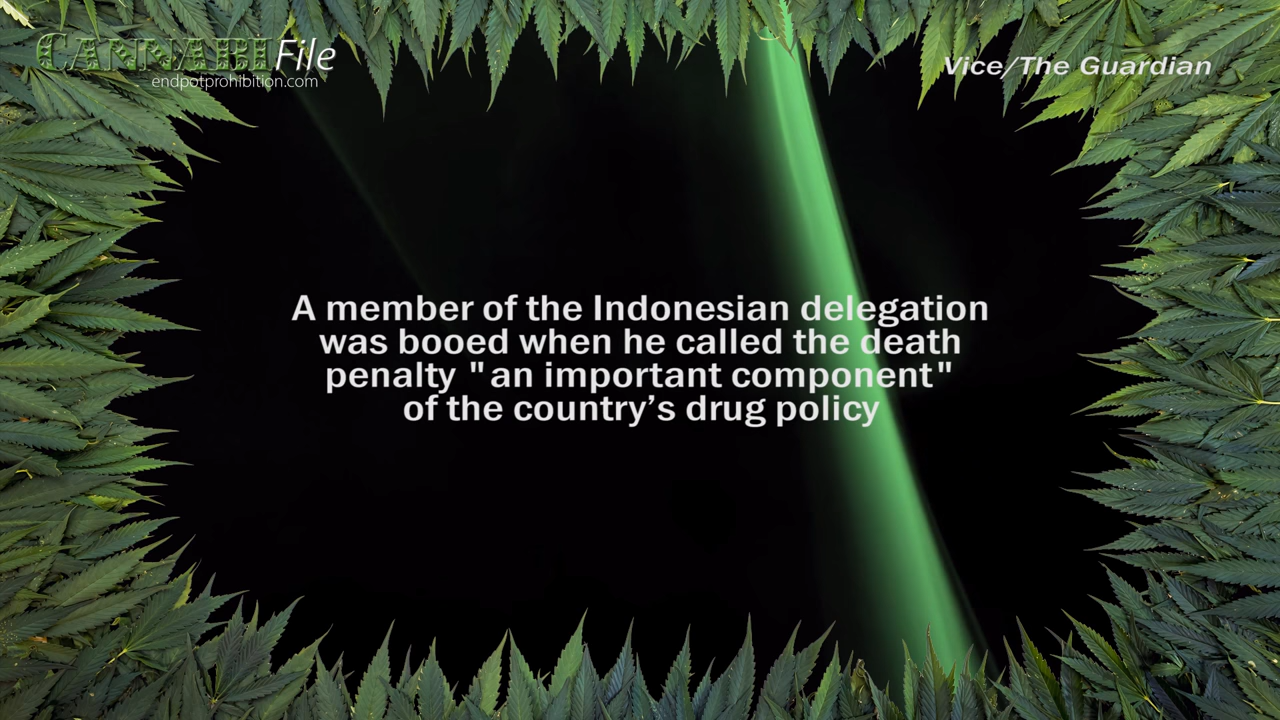 CANNABIFile
endpotprohibition.com
Vice/The Guardian
A member of the Indonesian delegation
was booed when he called the death
penalty "an important component"
of the country’s drug policy